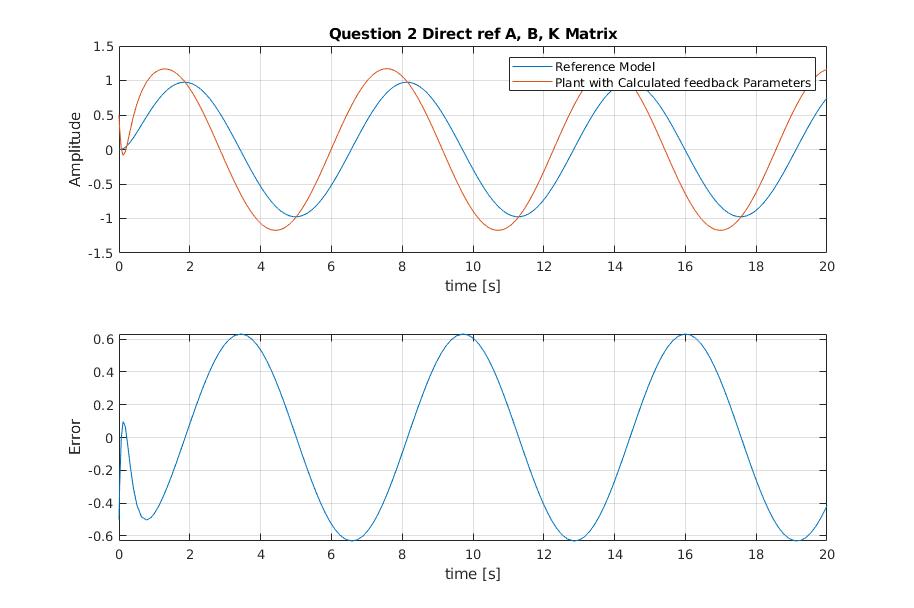 Question 2 Direct ref A, B, K Matrix
Reference Model
Plant with Calculated feedback Parameters
1.5
1
0.5
0
-0.5
-1
-1.5
Amplitude
0 2 4 6 8 10 12 14 16 18 20
time [s]
0.6
0.4
0.2
0
-0.2
-0.4
-0.6
Error
0 2 4 6 8 10 12 14 16 18 20
time [s]